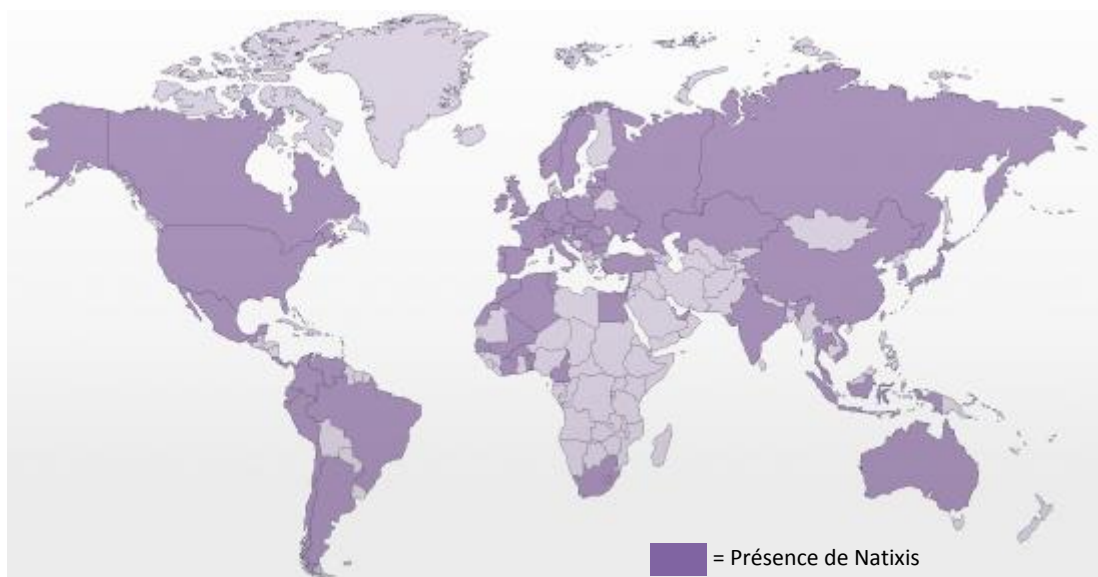 = Présence de Natixis